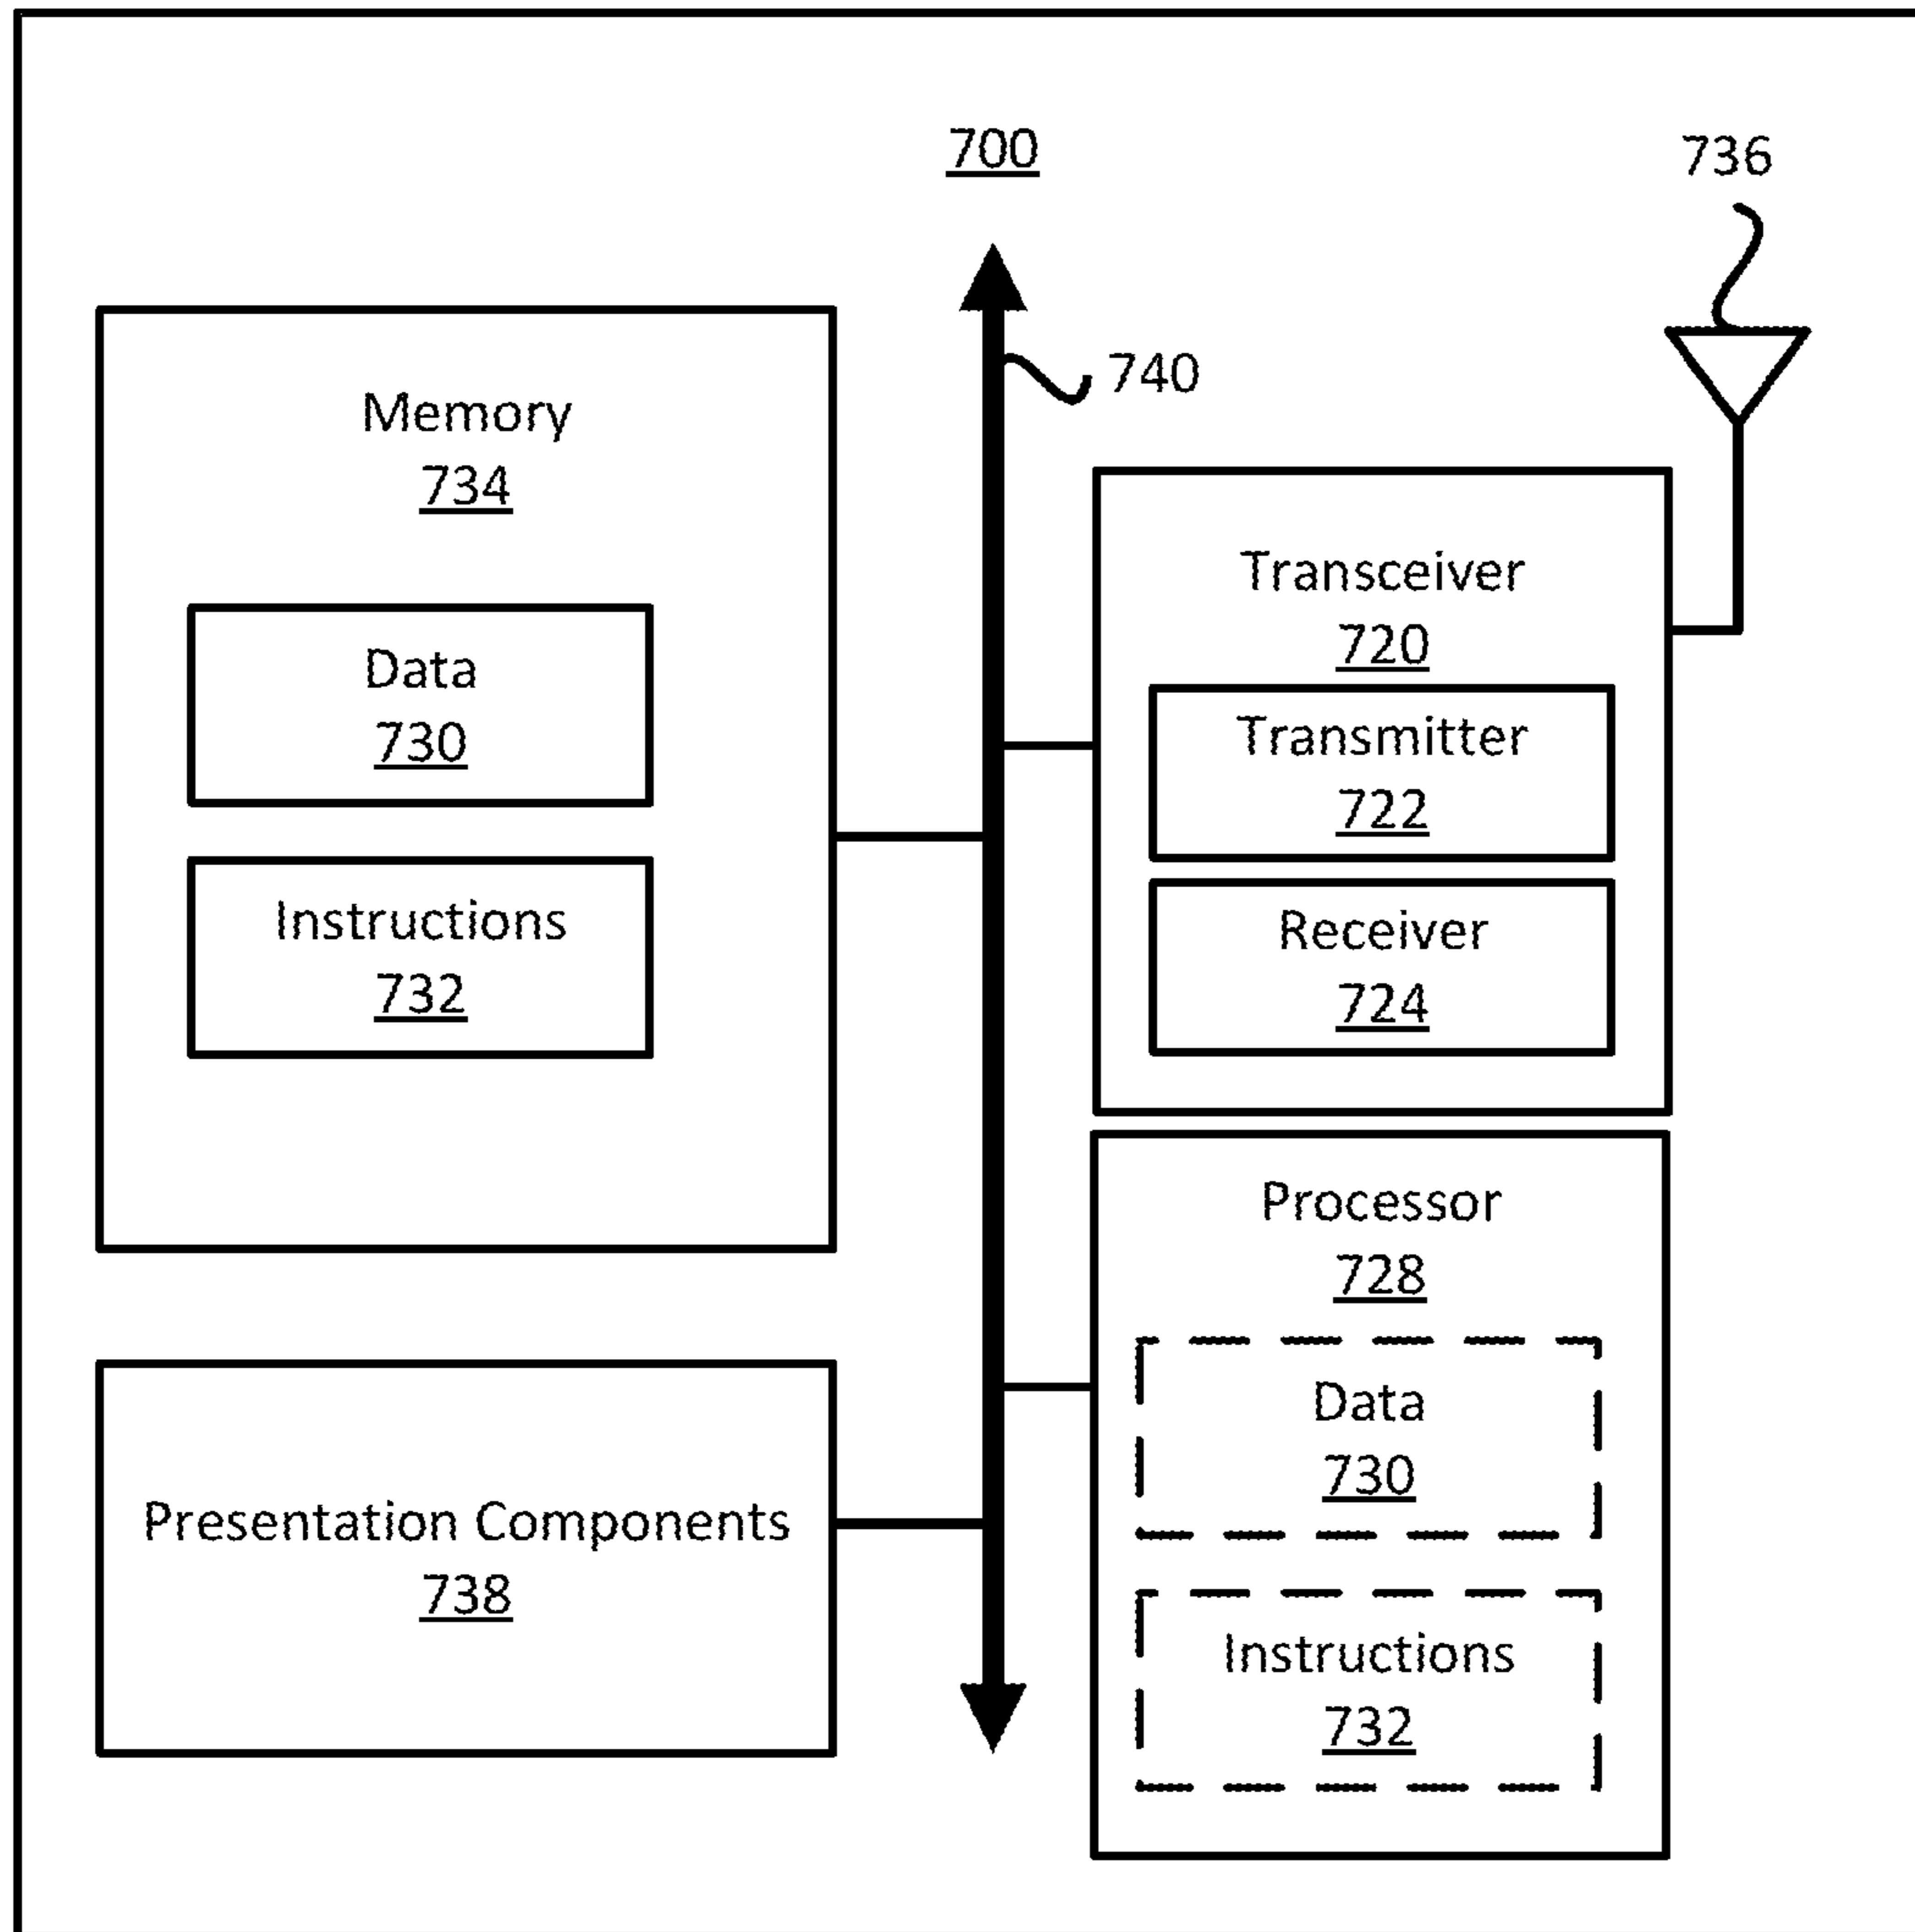 700
736
740
Memory
734
Data
730
Instructions
732
Transceiver
720
Transmitter
722
Receiver
724
Processor
728
Data
730
Instructions
732
Presentation Components
738